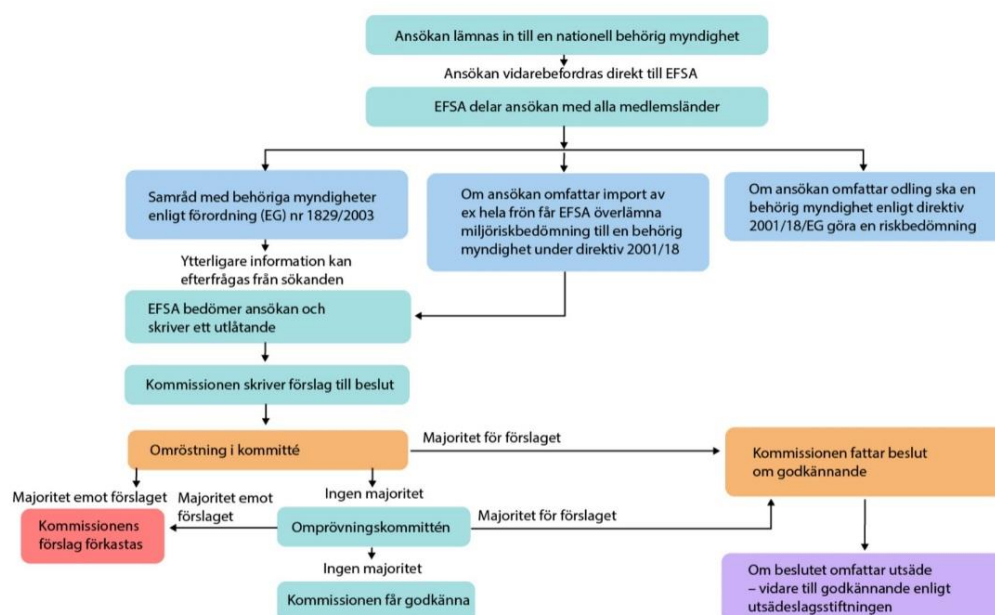 Ansökan lämnas in till en nationell behörig myndighet
Ansökan vidarebefordras direkt till EFSA
EFSA delar ansökan med alla medlemsländer
Samråd med behöriga myndigheter
enligt förordning (EG) nr 1829/2003
Om ansökan omfattar import av
ex hela frön får EFSA överlämna
miljöriskbedömning till en behörig
myndighet under direktiv 2001/18
Om ansökan omfattar odling ska en
behörig myndighet enligt direktiv
2001/18/EG göra en riskbedömning
Ytterligare information kan
efterfrågas från sökanden
EFSA bedömer ansökan och
skriver ett utlåtande
Kommissionen skriver förslag till beslut
Omröstning i kommitté
Majoritet för förslaget
Kommissionen fattar beslut
om godkännande
Majoritet emot förslaget
Ingen majoritet
Majoritet emot
förslaget
Kommissionens
förslag förkastas
Omprövningskommittén
Majoritet för förslaget
Ingen majoritet
Kommissionen får godkänna
Om beslutet omfattar utsäde
– vidare till godkännande enligt
utsädeslagsstiftningen